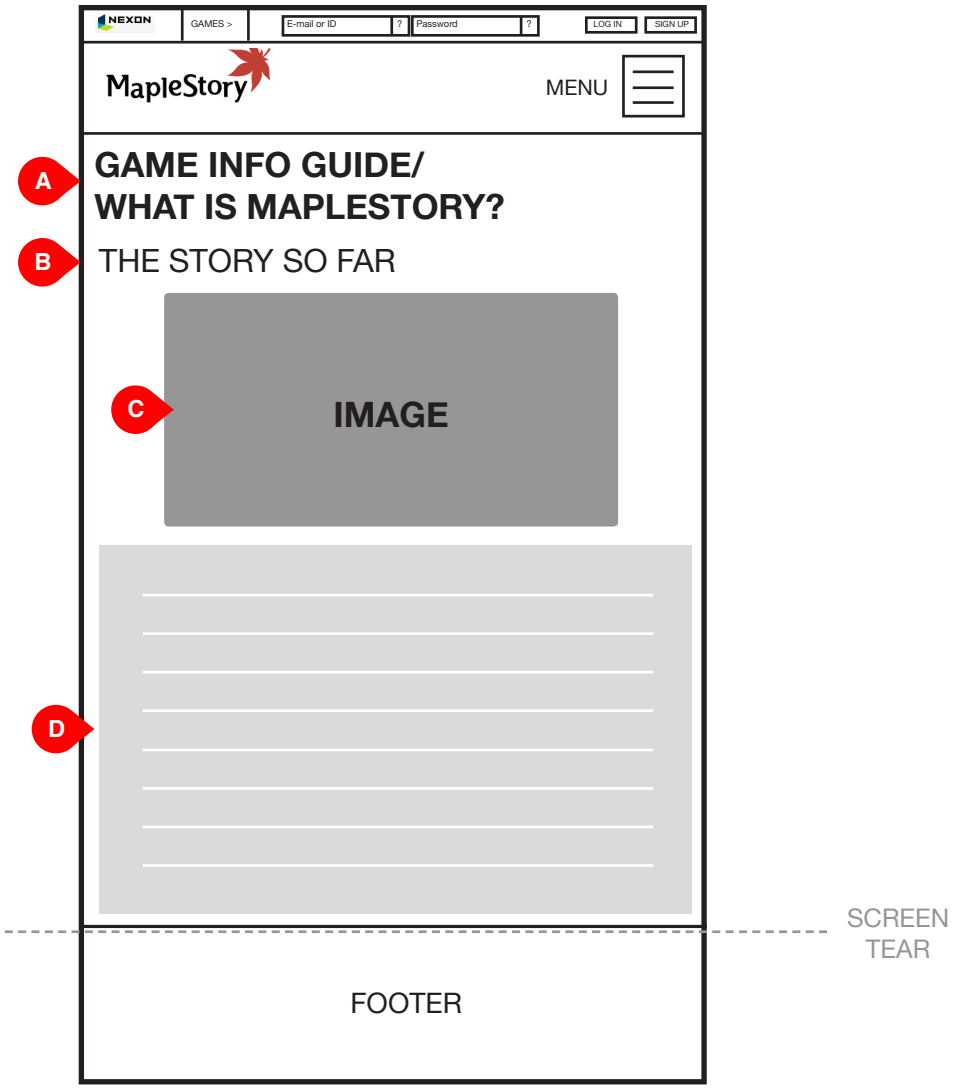 NEXON
GAMES >
E-mail or ID
?
Password
?
LOG IN
SIGN UP
MapleStory
MENU
A
GAME INFO GUIDE/
WHAT IS MAPLESTORY?
B
THE STORY SO FAR
C
IMAGE
D
SCREEN
TEAR
FOOTER